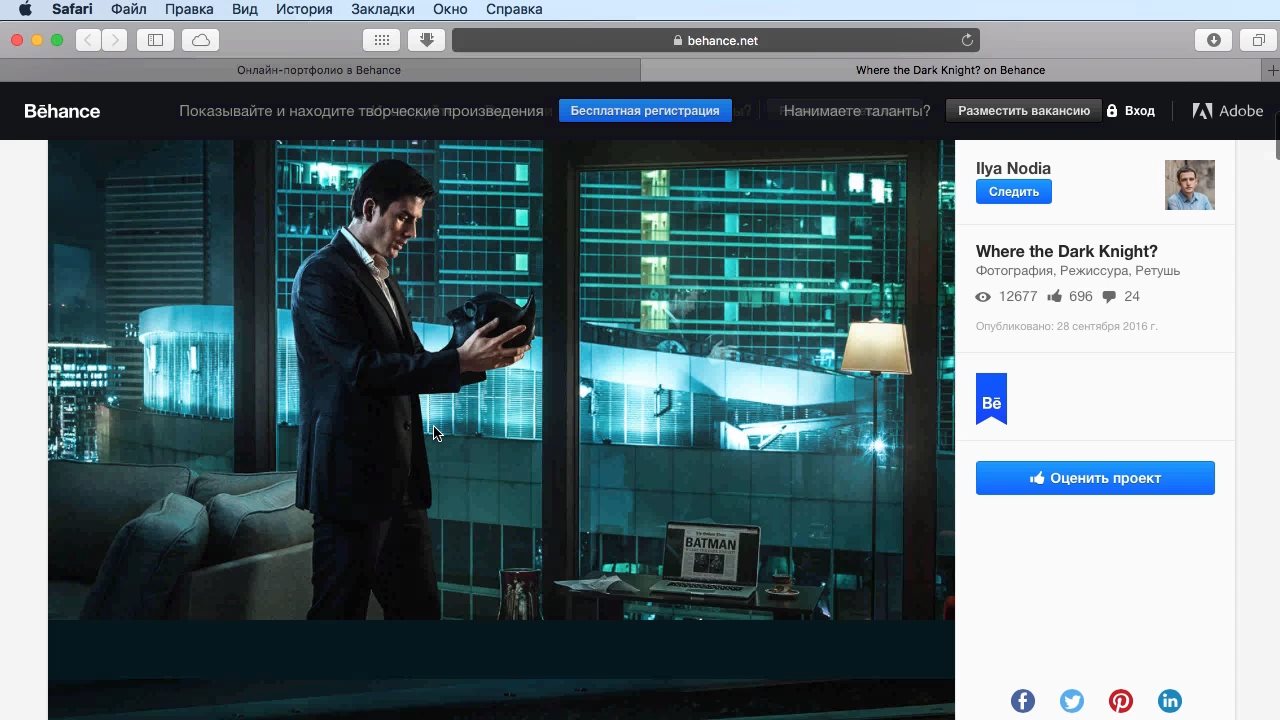 Safari Файл Правка Вид История Закладки Окно Справка
behance.net
Онлайн-портфолио в Behance
Where the Dark Knight? on Behance
Bēhance
Показывайте и находите творческие произведения
Бесплатная регистрация
Нанимаете таланты?
Разместить вакансию
Вход
Adobe
Ilya Nodia
Следить
Where the Dark Knight?
Фотография, Режиссура, Ретушь
12677 696 24
Опубликовано: 28 сентября 2016 г.
Bē
Оценить проект
BATMAN